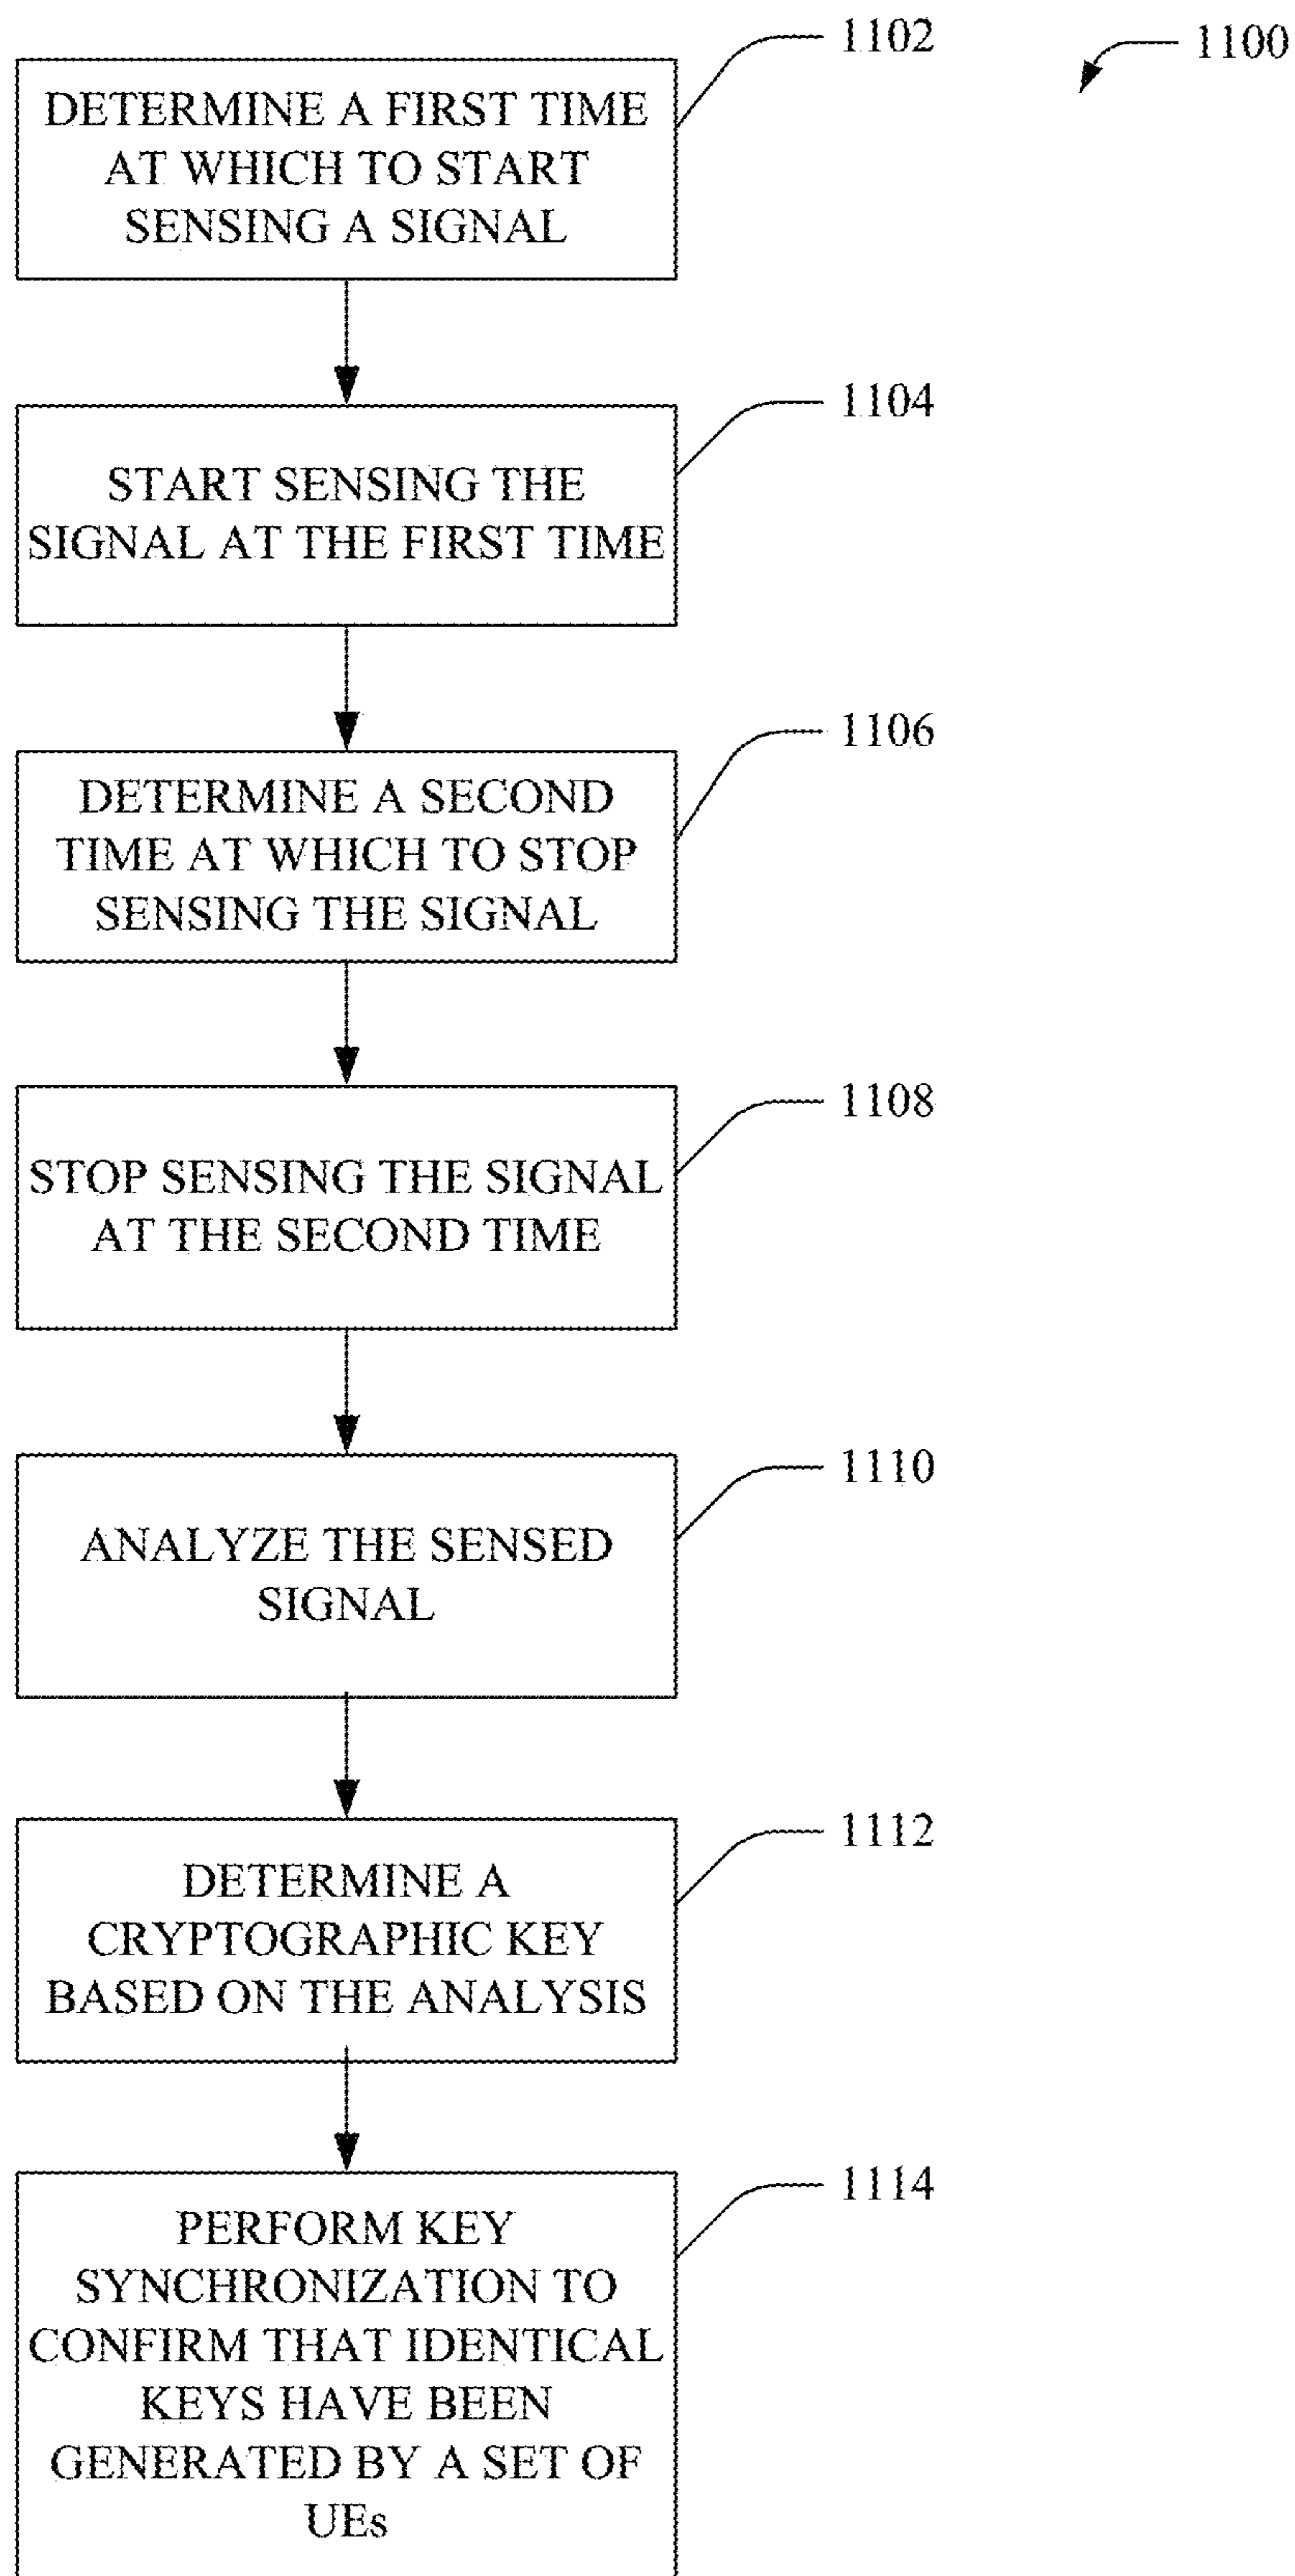 1102
1100
DETERMINE A FIRST TIME
AT WHICH TO START
SENSING A SIGNAL
1104
START SENSING THE
SIGNAL AT THE FIRST TIME
1106
DETERMINE A SECOND
TIME AT WHICH TO STOP
SENSING THE SIGNAL
1108
STOP SENSING THE SIGNAL
AT THE SECOND TIME
1110
ANALYZE THE SENSED
SIGNAL
1112
DETERMINE A
CRYPTOGRAPHIC KEY
BASED ON THE ANALYSIS
1114
PERFORM KEY
SYNCHRONIZATION TO
CONFIRM THAT IDENTICAL
KEYS HAVE BEEN
GENERATED BY A SET OF
UEs